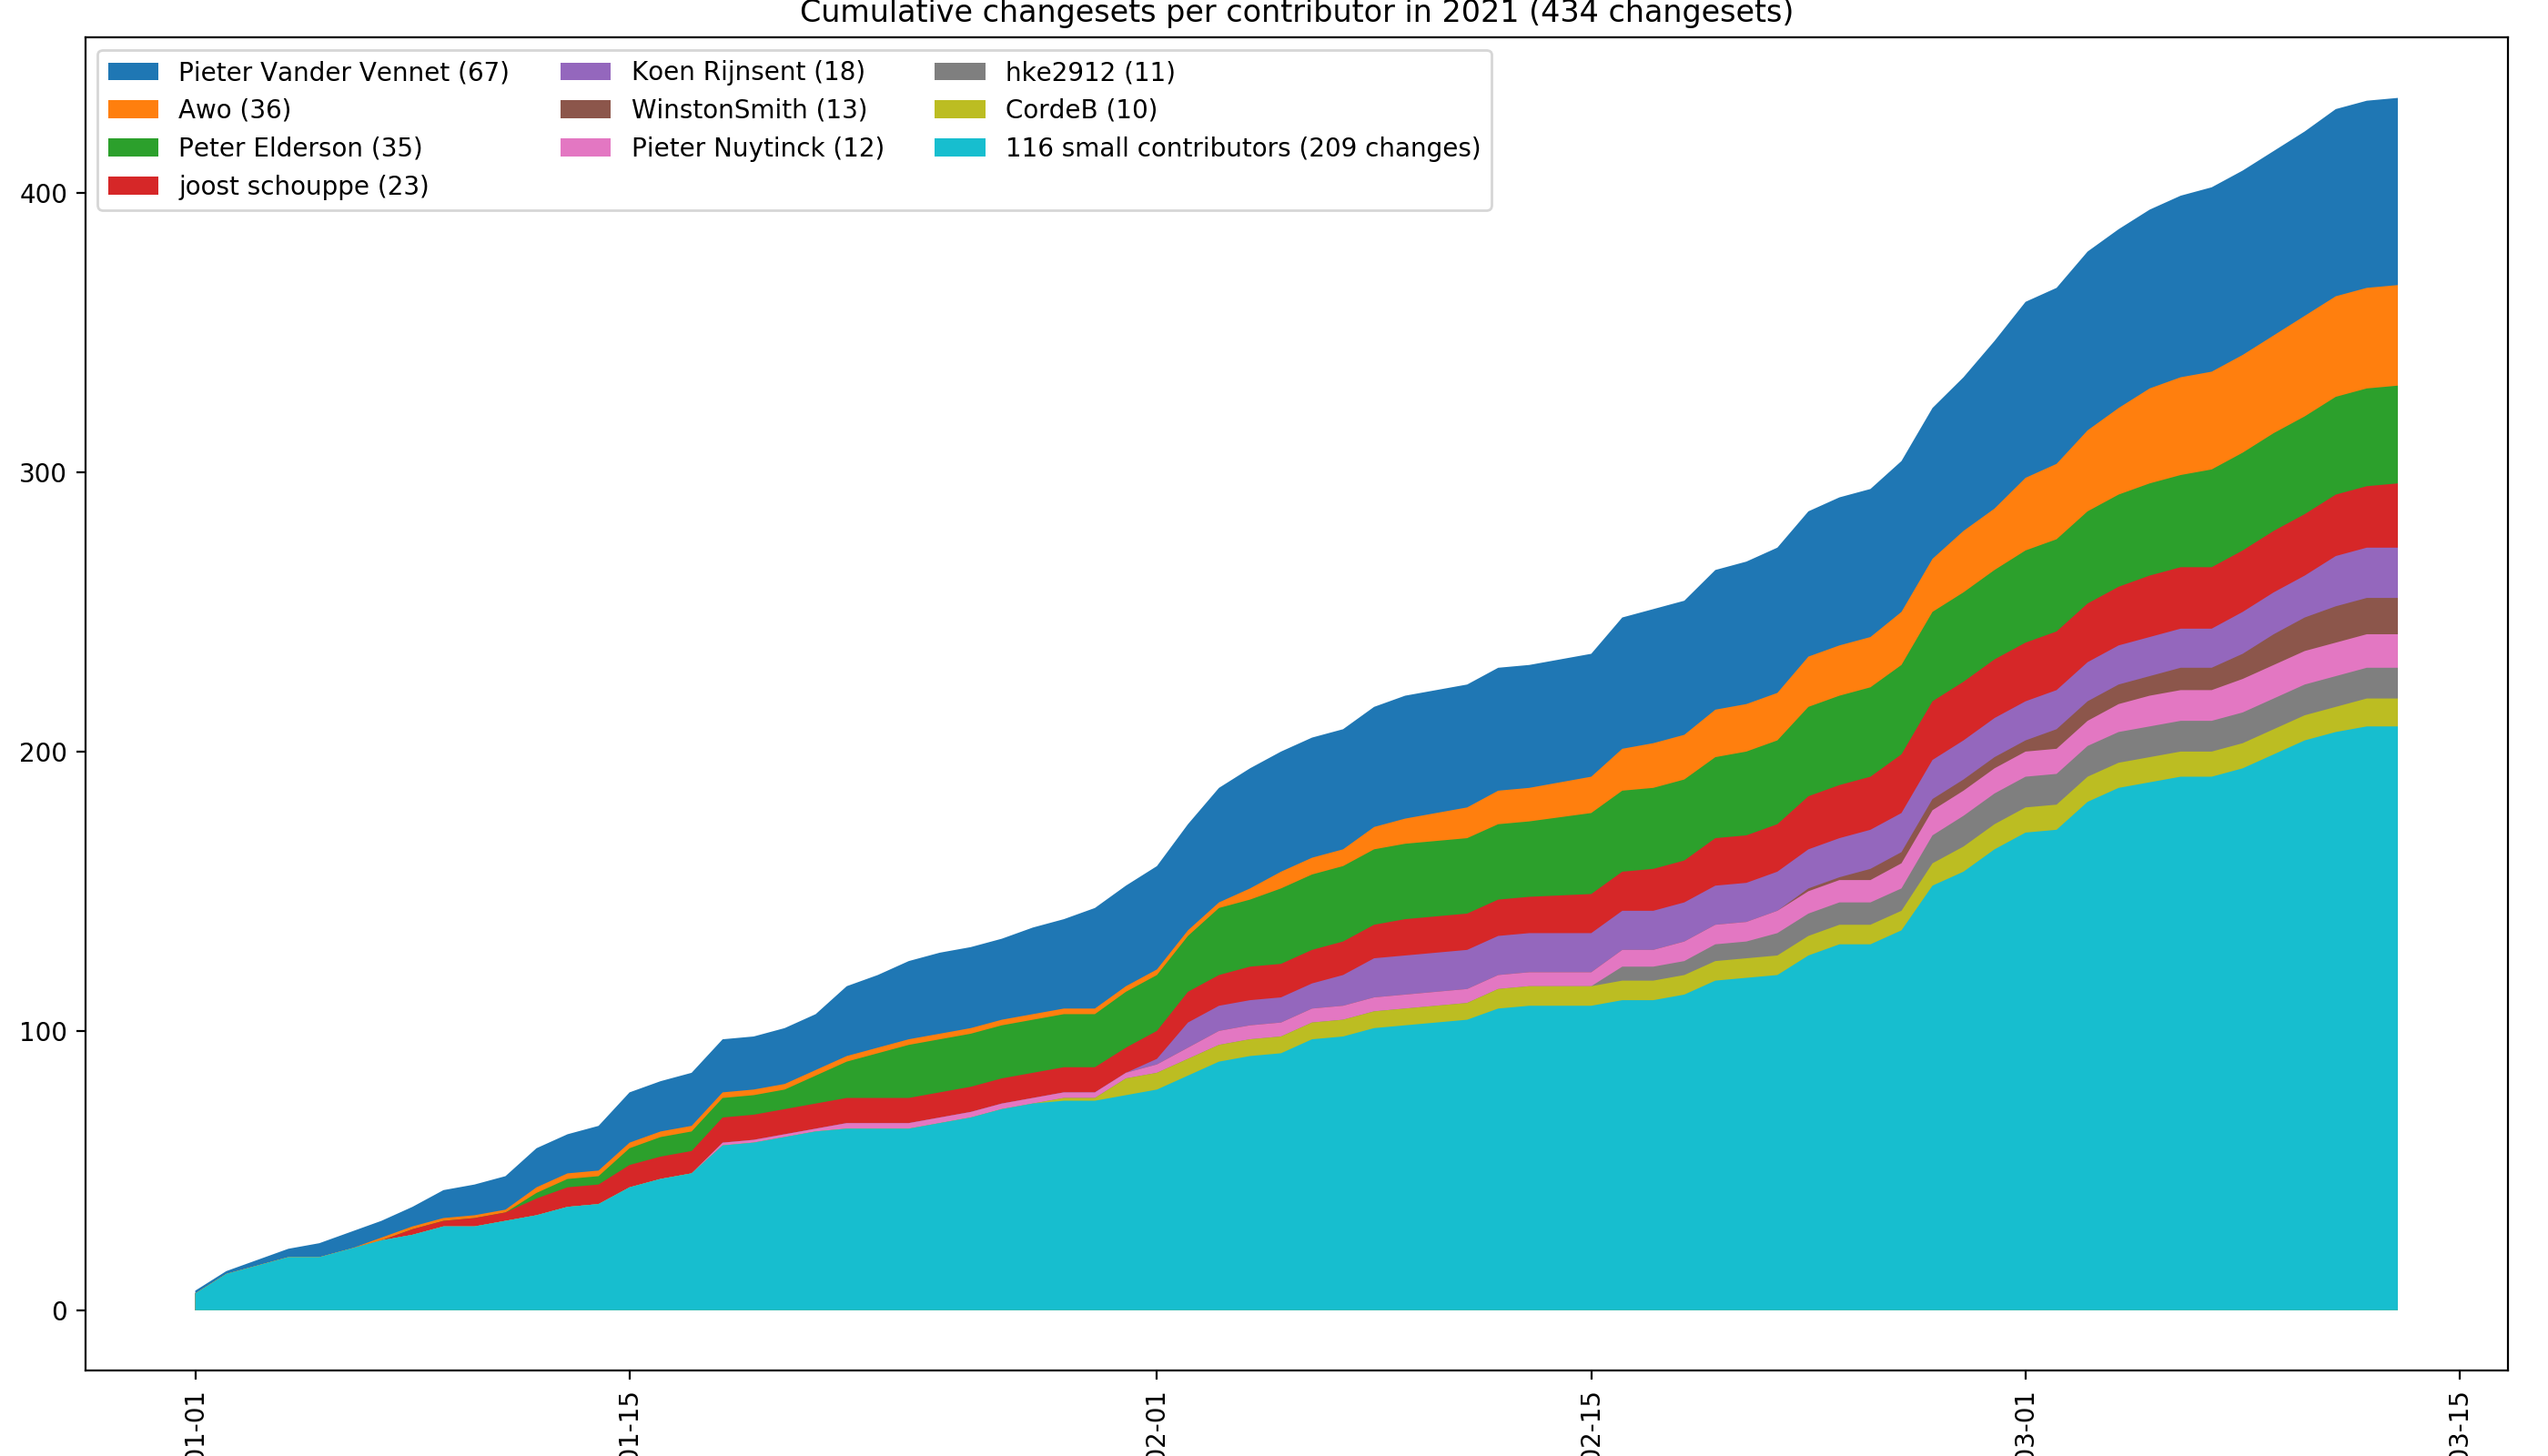 Cumulative changesets per contributor in 2021 (434 changesets)
Pieter Vander Vennet (67)
Awo (36)
Peter Elderson (35)
joost schouppe (23)
Koen Rijnsent (18)
WinstonSmith (13)
Pieter Nuytinck (12)
hke2912 (11)
CordeB (10)
116 small contributors (209 changes)
400
300
200
100
0
01-01
01-15
02-01
02-15
03-01
03-15